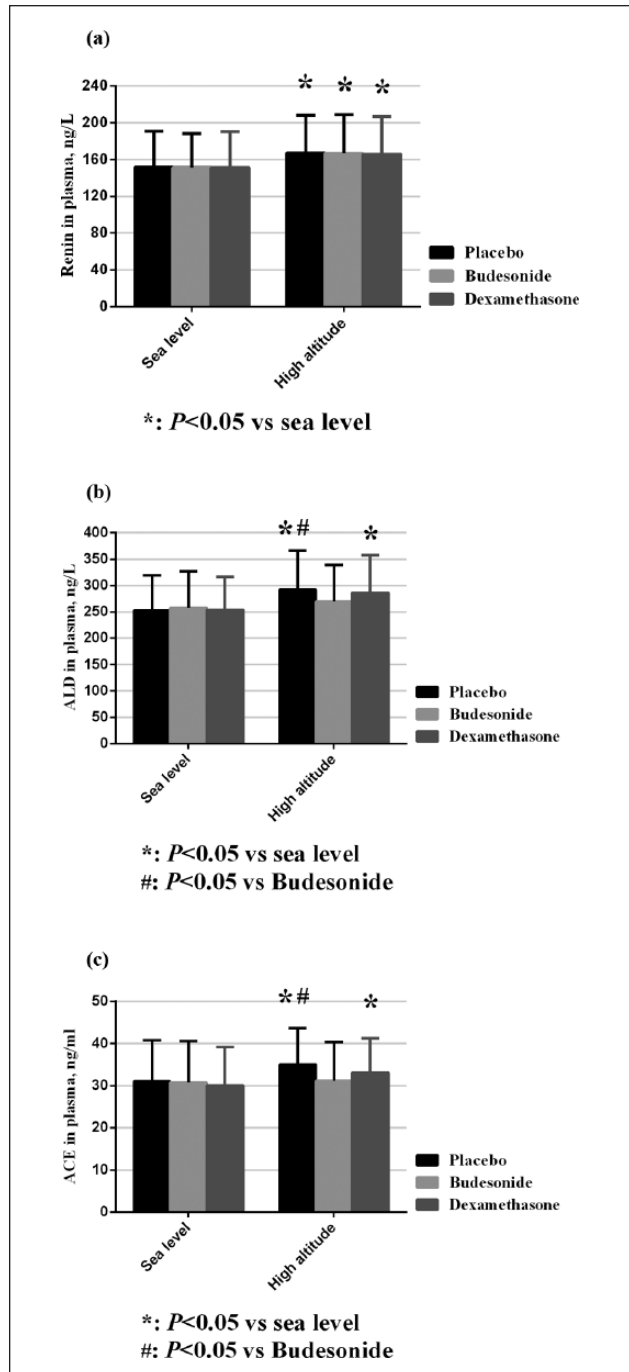 (a)
Renin in plasma, ng/L
240
200
160
120
80
40
0
* * *
Sea level
High altitude
Placebo
Budesonide
Dexamethasone
*: P<0.05 vs sea level
(b)
ALD in plasma, ng/L
400
350
300
250
200
150
100
50
0
*# *
Sea level
High altitude
Placebo
Budesonide
Dexamethasone
*: P<0.05 vs sea level
#: P<0.05 vs Budesonide
(c)
ACE in plasma, ng/ml
50
40
30
20
10
0
*# *
Sea level
High altitude
Placebo
Budesonide
Dexamethasone
*: P<0.05 vs sea level
#: P<0.05 vs Budesonide